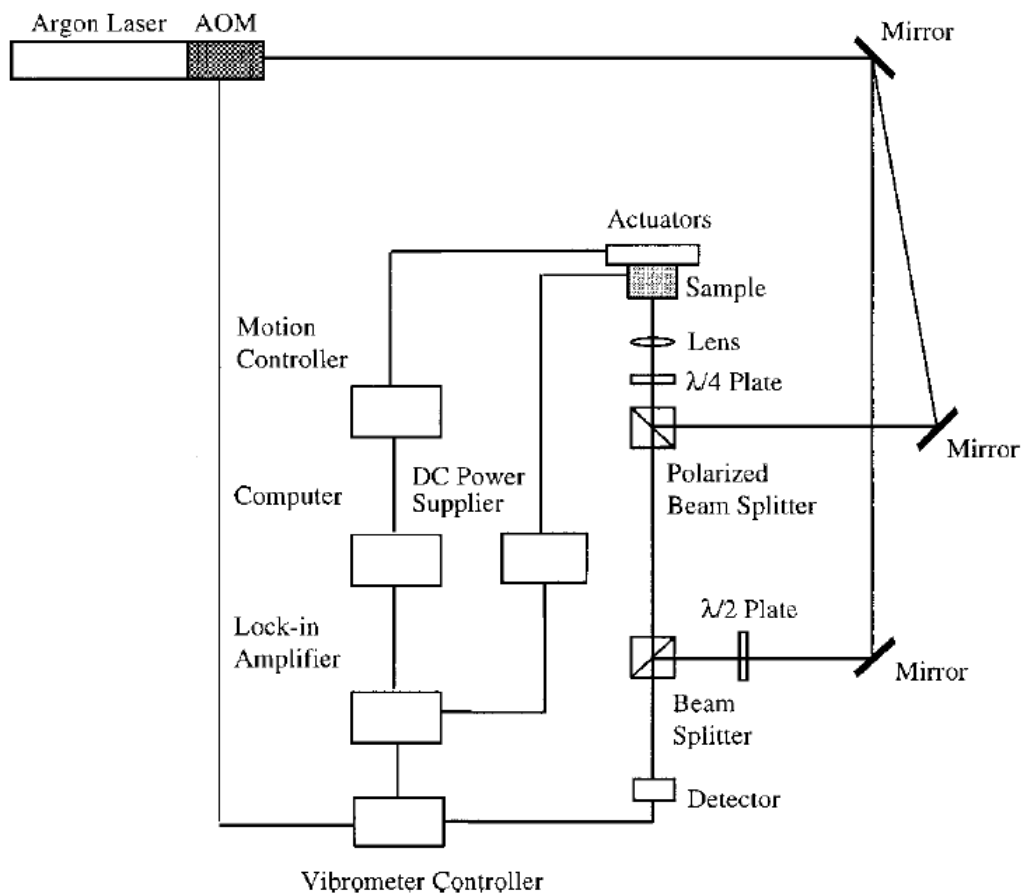 Argon Laser
AOM
Mirror
Actuators
Sample
Lens
λ/4 Plate
Motion
Controller
Mirror
Polarized
Beam Splitter
DC Power
Supplier
Computer
λ/2 Plate
Lock-in
Amplifier
Mirror
Beam
Splitter
Detector
Vibrometer Controller